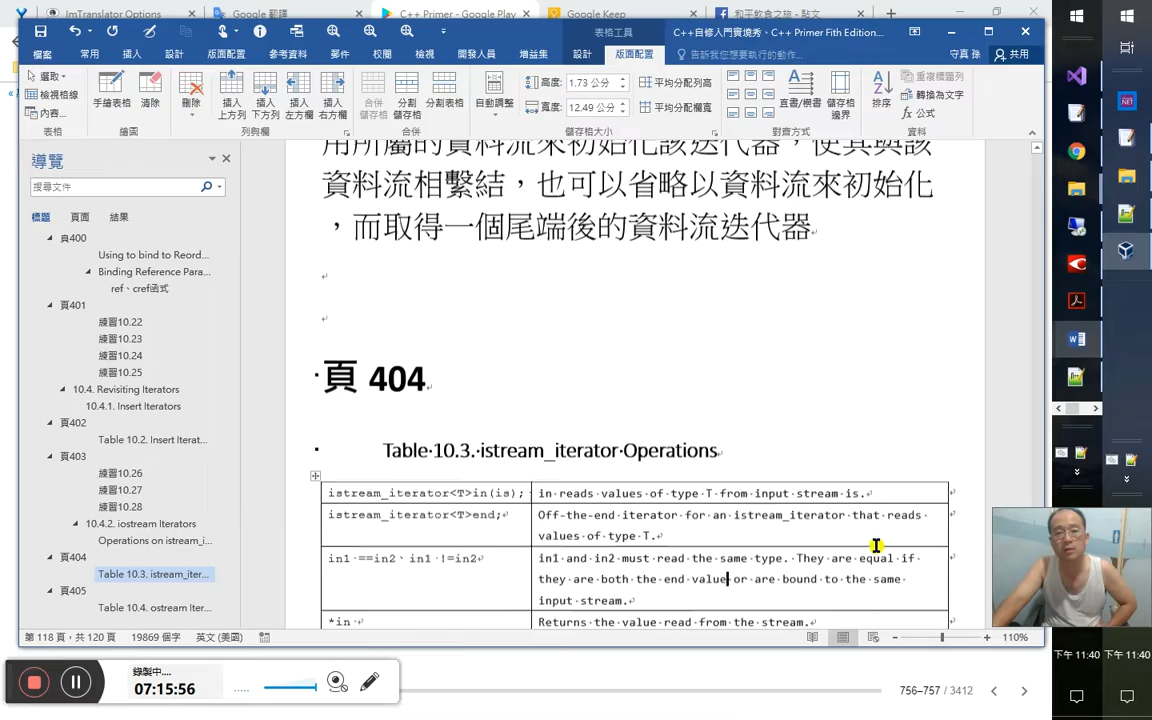 ImTranslator Options
Google 翻譯
C++ Primer - Google Play
Google Keep
和平飲食之旅 - 貼文
C++自修入門實境秀、C++ Primer Fith Edition...
檔案 常用 插入 設計 版面配置 參考資料 郵件 校閱 檢視 開發人員 增益集 設計 版面配置
表格工具
告訴我您想要執行的動作...
守真 孫
共用
選取
檢視格線
內容...
表格
手繪表格
清除
繪圖
刪除
插入上方列
插入下方列
插入左方欄
插入右方欄
列與欄
合併儲存格
分割儲存格
分割表格
合併
自動調整
高度: 1.73 公分
寬度: 12.49 公分
平均分配列高
平均分配欄寬
儲存格大小
直書/橫書
儲存格邊界
對齊方式
排序
重複標題列
轉換為文字
公式
資料
導覽
搜尋文件
標題 頁面 結果
頁400
Using to bind to Reord...
Binding Reference Para...
ref、cref函式
頁401
練習10.22
練習10.23
練習10.24
練習10.25
10.4. Revisiting Iterators
10.4.1. Insert Iterators
頁402
Table 10.2. Insert Iterat...
頁403
練習10.26
練習10.27
練習10.28
10.4.2. iostream Iterators
Operations on istream_i...
頁404
Table 10.3. istream_iter...
頁405
Table 10.4. ostream Iter...
用所屬的資料流來初始化該迭代器，使其與該
資料流相繫結，也可以省略以資料流來初始化
，而取得一個尾端後的資料流迭代器
頁 404
Table 10.3. istream_iterator Operations
istream_iterator<T>in(is);
in reads values of type T from input stream is.
istream_iterator<T>end;
Off-the-end iterator for an istream_iterator that reads
values of type T.
in1 ==in2、in1 !=in2
in1 and in2 must read the same type. They are equal if
they are both the end value or are bound to the same
input stream.
*in
Returns the value read from the stream.
第 118 頁，共 120 頁 19869 個字 英文 (美國)
110%
錄製中...
07:15:56
756–757 / 3412
下午 11:40
下午 11:40